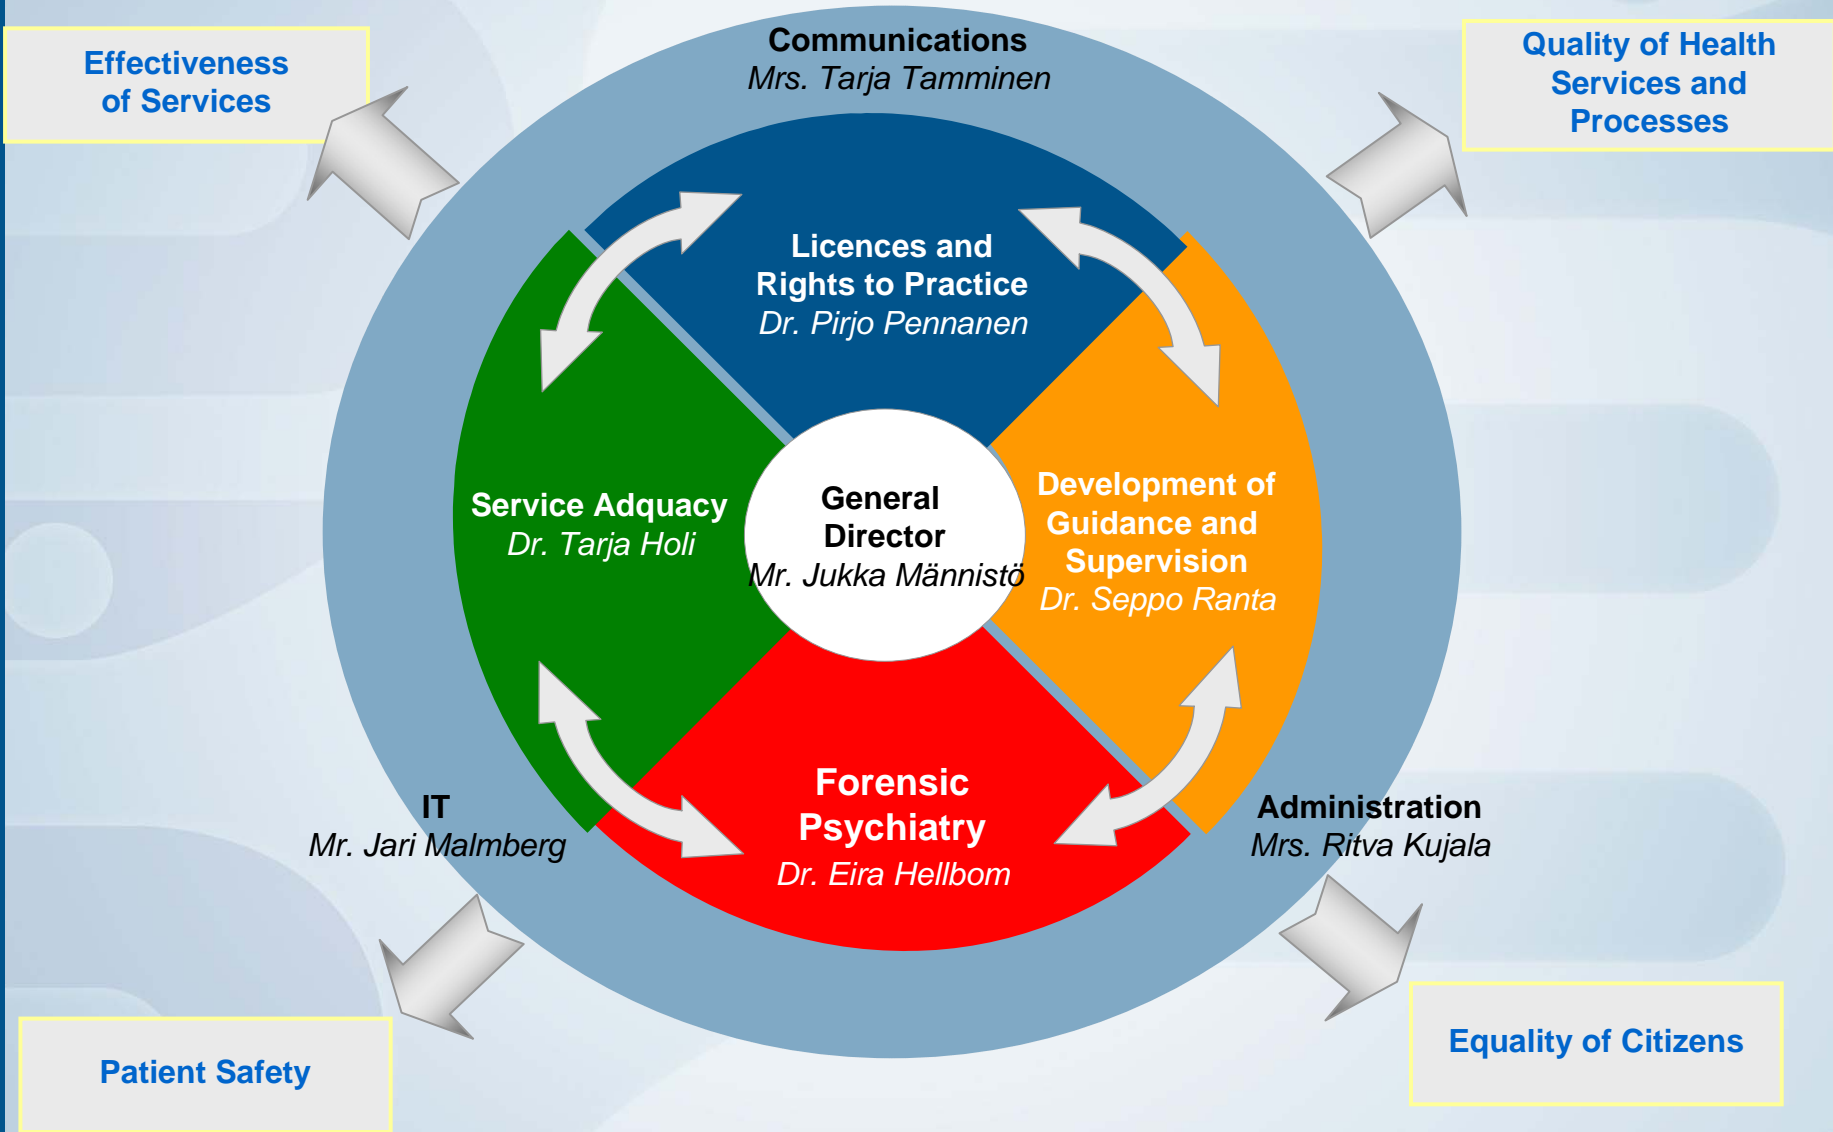 Effectiveness
of Services
Communications
Mrs. Tarja Tamminen
Quality of Health
Services and
Processes
Licences and
Rights to Practice
Dr. Pirjo Pennanen
Service Adquacy
Dr. Tarja Holi
General
Director
Mr. Jukka Männistö
Development of
Guidance and
Supervision
Dr. Seppo Ranta
Forensic
Psychiatry
Dr. Eira Hellbom
IT
Mr. Jari Malmberg
Administration
Mrs. Ritva Kujala
Patient Safety
Equality of Citizens